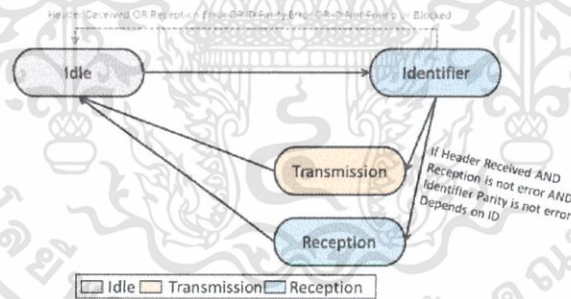 Header Received OR Reception Error OR ID Parity Error OR ID Not Found or Blocked
Idle
Identifier
Transmission
If Header Received AND
Reception is not error AND
Identifier Parity is not error
Depends on ID
Reception
Idle Transmission Reception